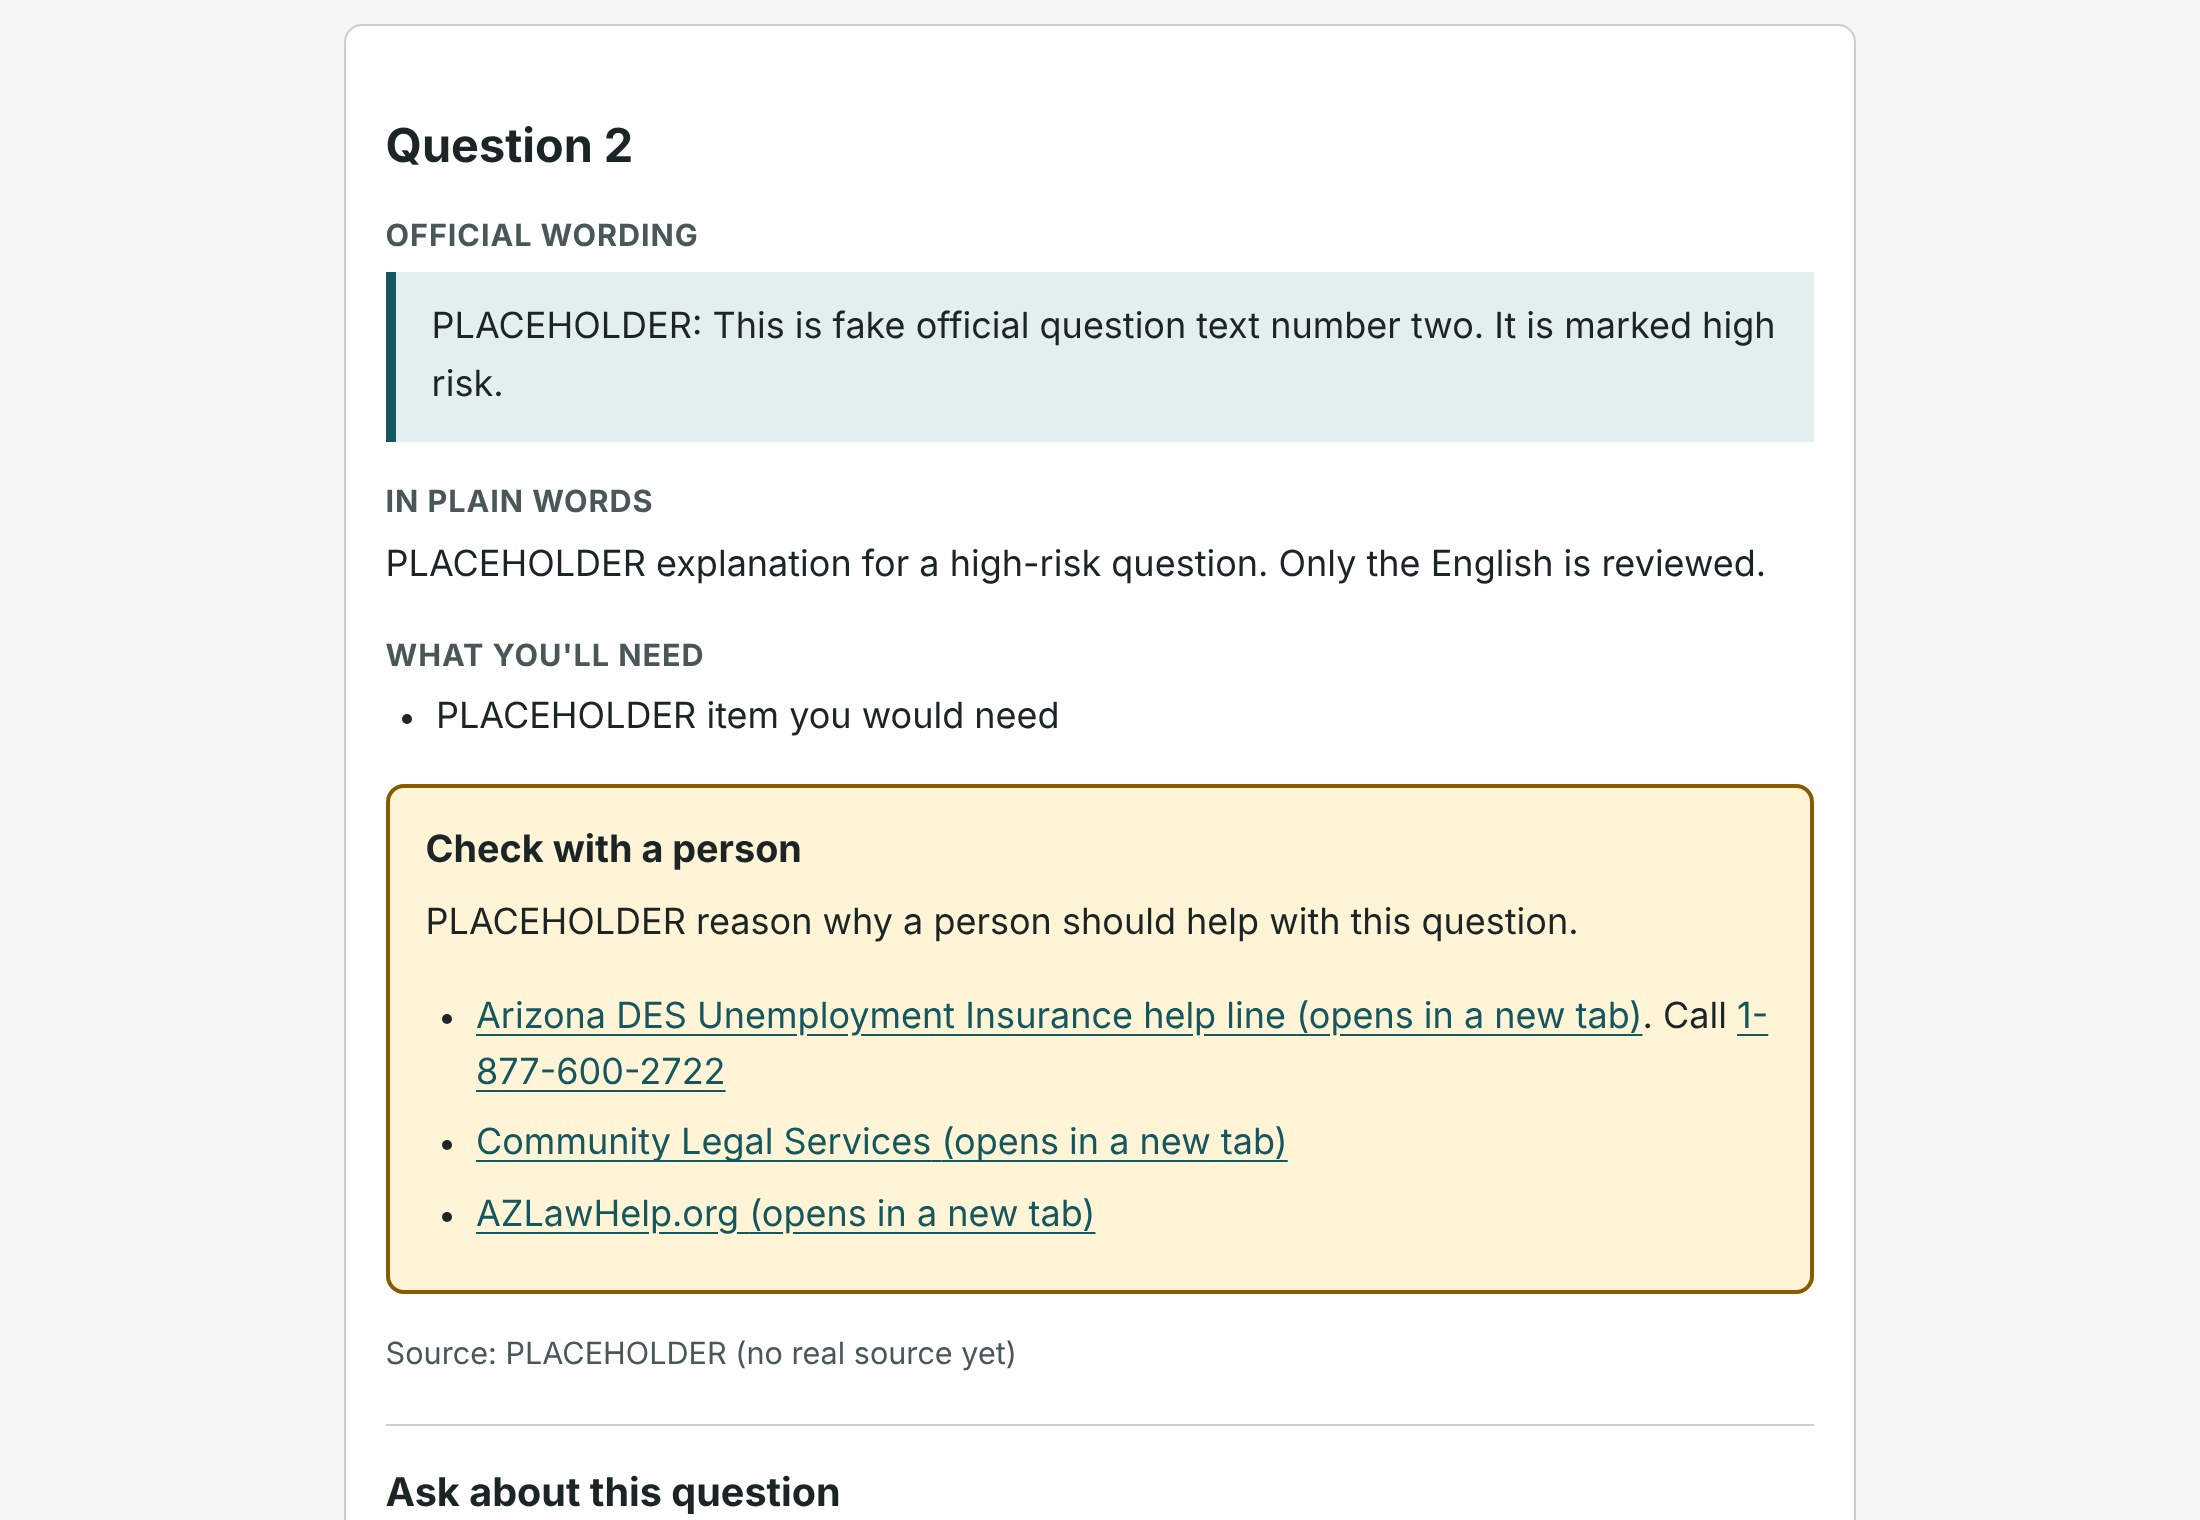 Question 2
OFFICIAL WORDING
PLACEHOLDER: This is fake official question text number two. It is marked high
risk.
IN PLAIN WORDS
PLACEHOLDER explanation for a high-risk question. Only the English is reviewed.
WHAT YOU'LL NEED
• PLACEHOLDER item you would need
Check with a person
PLACEHOLDER reason why a person should help with this question.
• Arizona DES Unemployment Insurance help line (opens in a new tab). Call 1-
877-600-2722
• Community Legal Services (opens in a new tab)
• AZLawHelp.org (opens in a new tab)
Source: PLACEHOLDER (no real source yet)
Ask about this question